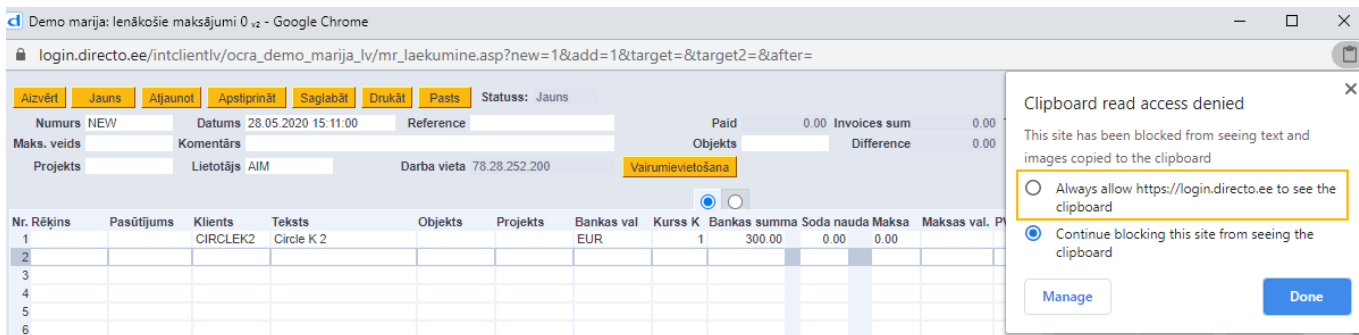 Demo marija: Ienākošie maksājumi 0 v2 - Google Chrome
login.directo.ee/intclientlv/ocra_demo_marija_lv/mr_laekumine.asp?new=1&add=1&target=&target2=&after=
Aizvērt Jauns Atjaunot Apstiprināt Saglabāt Drukāt Pasts Statuss: Jauns
Numurs NEW Datums 28.05.2020 15:11:00 Reference Paid 0.00 Invoices sum 0.00
Maks. veids Komentārs Objekts Difference 0.00
Projekts Lietotājs AIM Darba vieta 78.28.252.200 Vairumievietošana
Nr. Rēķins Pasūtījums Klients Teksts Objekts Projekts Bankas val Kurss K Bankas summa Soda nauda Maksa Maksas val.
1 CIRCLEK2 Circle K 2 EUR 1 300.00 0.00 0.00
2
3
4
5
6
Clipboard read access denied
This site has been blocked from seeing text and
images copied to the clipboard
Always allow https://login.directo.ee to see the
clipboard
Continue blocking this site from seeing the
clipboard
Manage Done